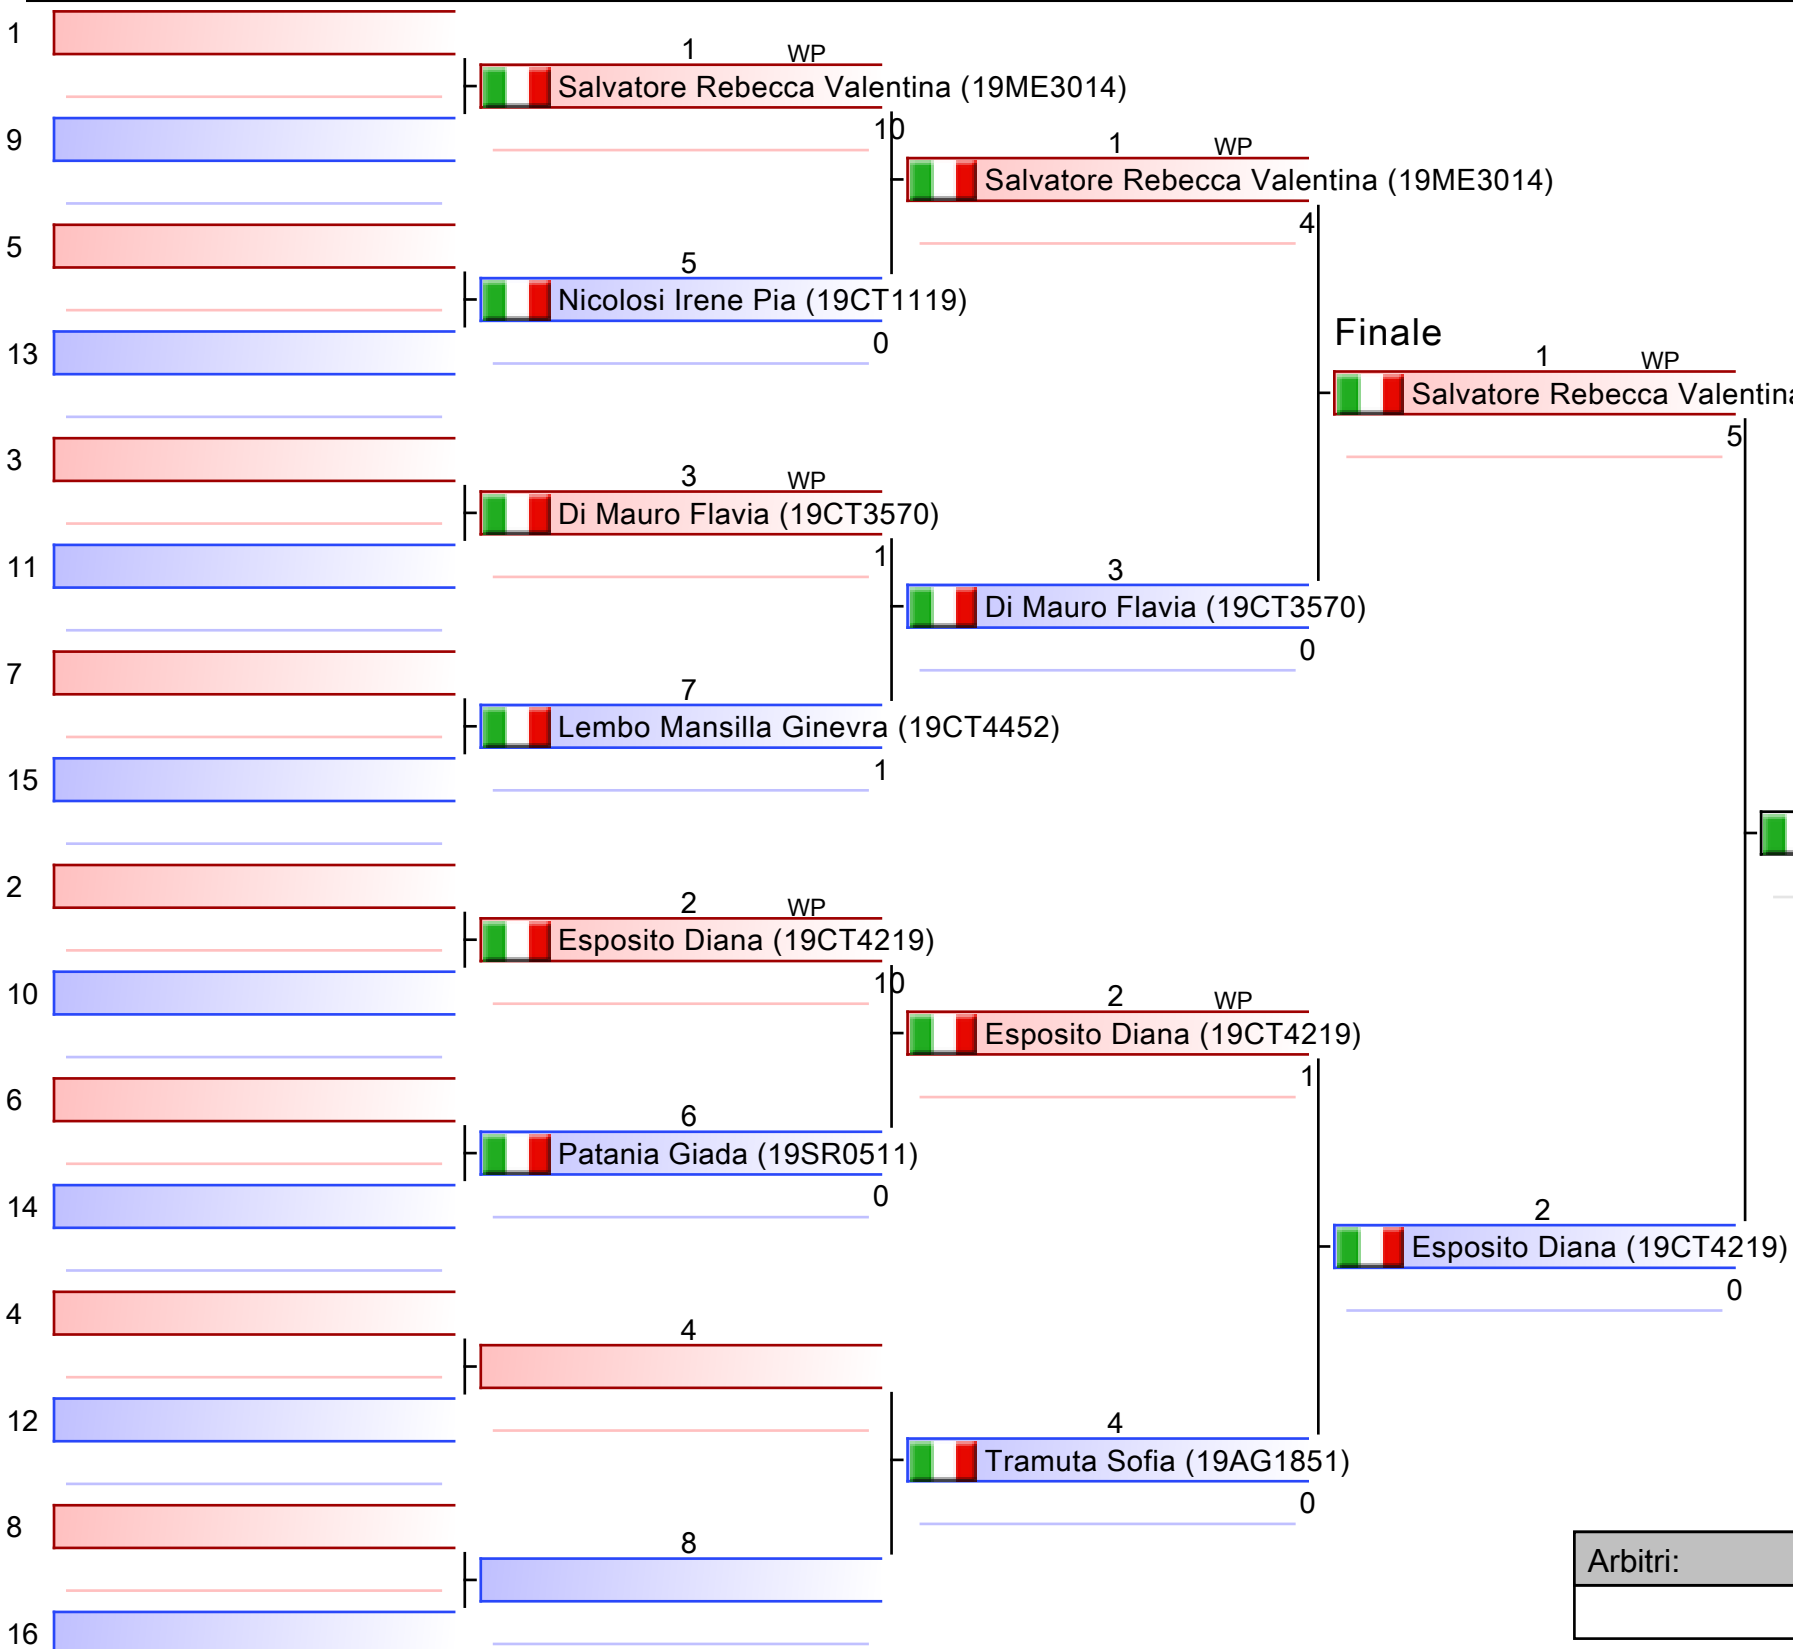 1
9
5
13
3
11
7
15
2
10
6
14
4
12
8
16
1 WP
Salvatore Rebecca Valentina (19ME3014)
10
5
Nicolosi Irene Pia (19CT1119)
0
3 WP
Di Mauro Flavia (19CT3570)
1
7
Lembo Mansilla Ginevra (19CT4452)
1
2 WP
Esposito Diana (19CT4219)
10
6
Patania Giada (19SR0511)
0
4
8
1 WP
Salvatore Rebecca Valentina (19ME3014)
4
3
Di Mauro Flavia (19CT3570)
0
2 WP
Esposito Diana (19CT4219)
1
4
Tramuta Sofia (19AG1851)
0
Finale
1 WP
Salvatore Rebecca Valentina
5
2
Esposito Diana (19CT4219)
0
Arbitri: